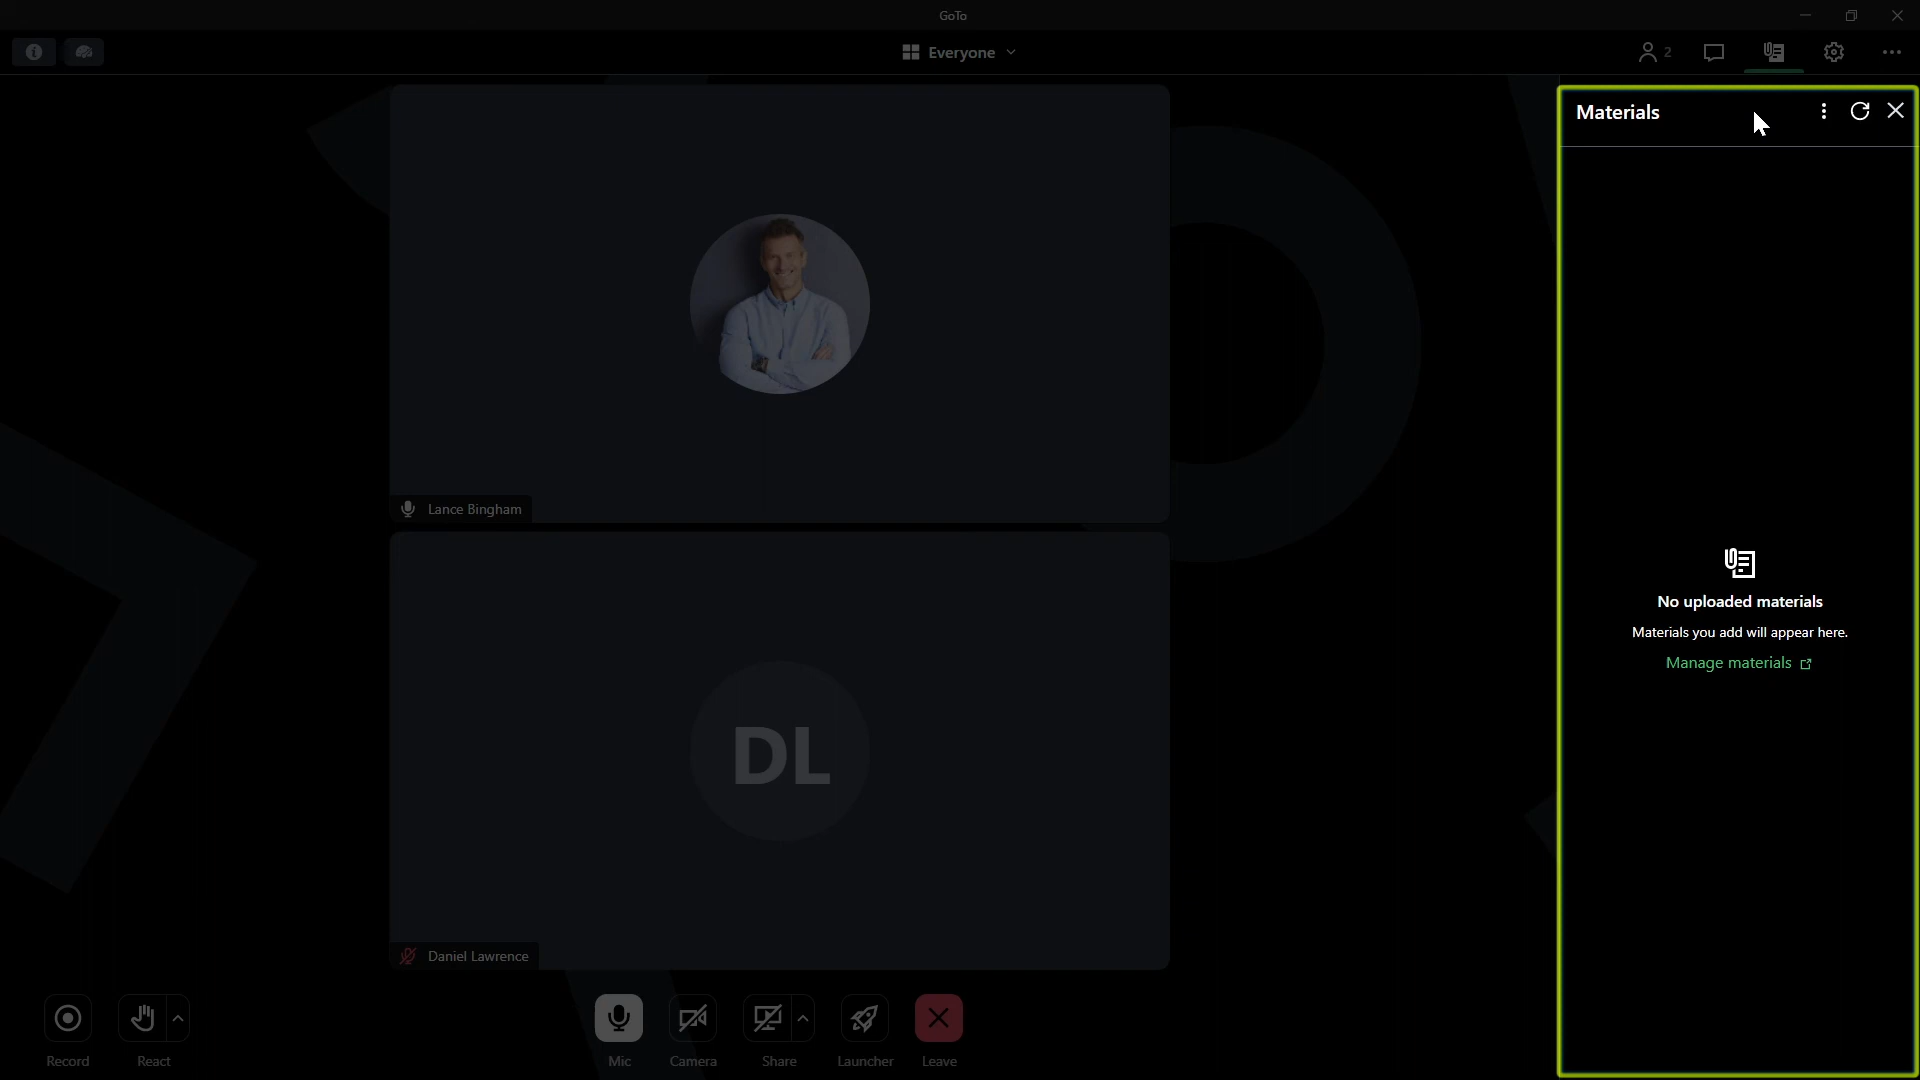 GoTo
Everyone
2
Materials
Lance Bingham
No uploaded materials
Materials you add will appear here.
Manage materials
DL
Daniel Lawrence
Record
React
Mic
Camera
Share
Launcher
Leave